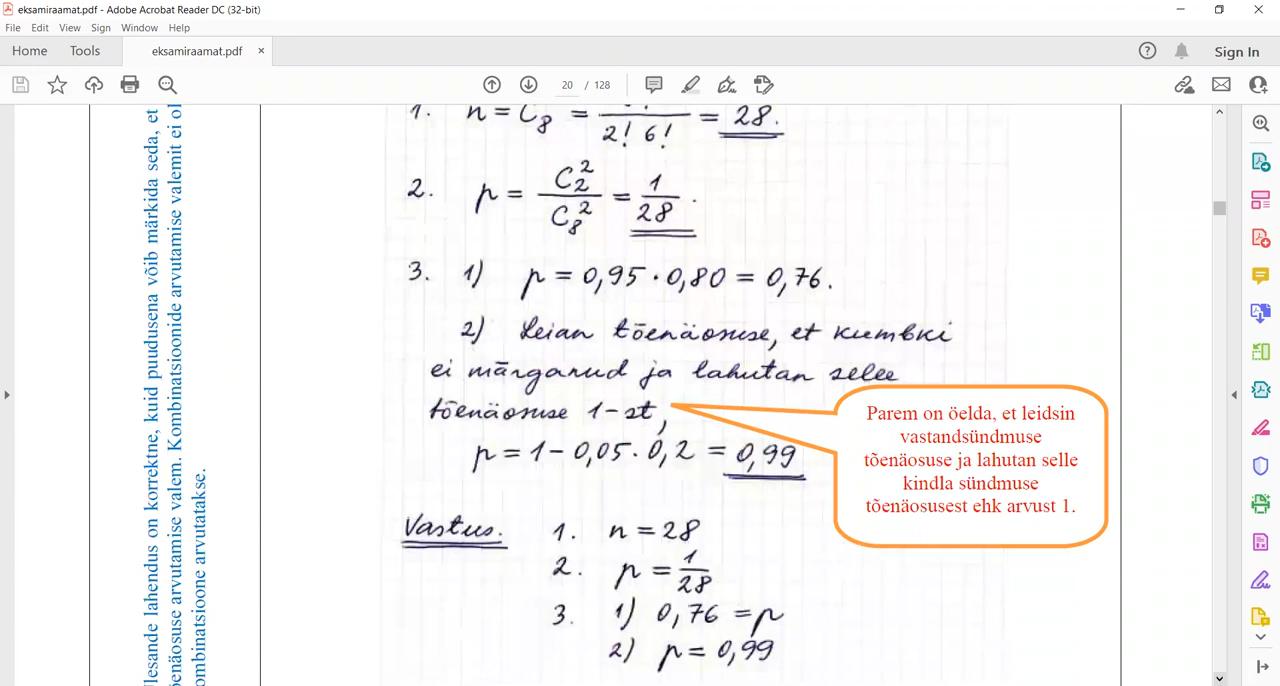 eksamiraamat.pdf - Adobe Acrobat Reader DC (32-bit)
File Edit View Sign Window Help
Home Tools eksamiraamat.pdf × Sign In
20 / 128
llesande lahendus on korrektne, kuid puudusena võib märkida seda, et
enäosuse arvutamise valem. Konbinatsioonide arvutamise valemit ei ol
ombinatsioone arvutatakse.
1. n = C₈ = / 2! 6! = 28.
2. p = C₂² / C₈² = 1/28.
3. 1) p = 0,95 · 0,80 = 0,76.
2) Leian tõenäosuse, et kumbki
ei märganud ja lahutan selle
tõenäosuse 1-st,
p = 1 - 0,05 · 0,2 = 0,99
Parem on öelda, et leidsin
vastandsündmuse
tõenäosuse ja lahutan selle
kindla sündmuse
tõenäosusest ehk arvust 1.
Vastus. 1. n = 28
2. p = 1/28
3. 1) 0,76 = p
2) p = 0,99